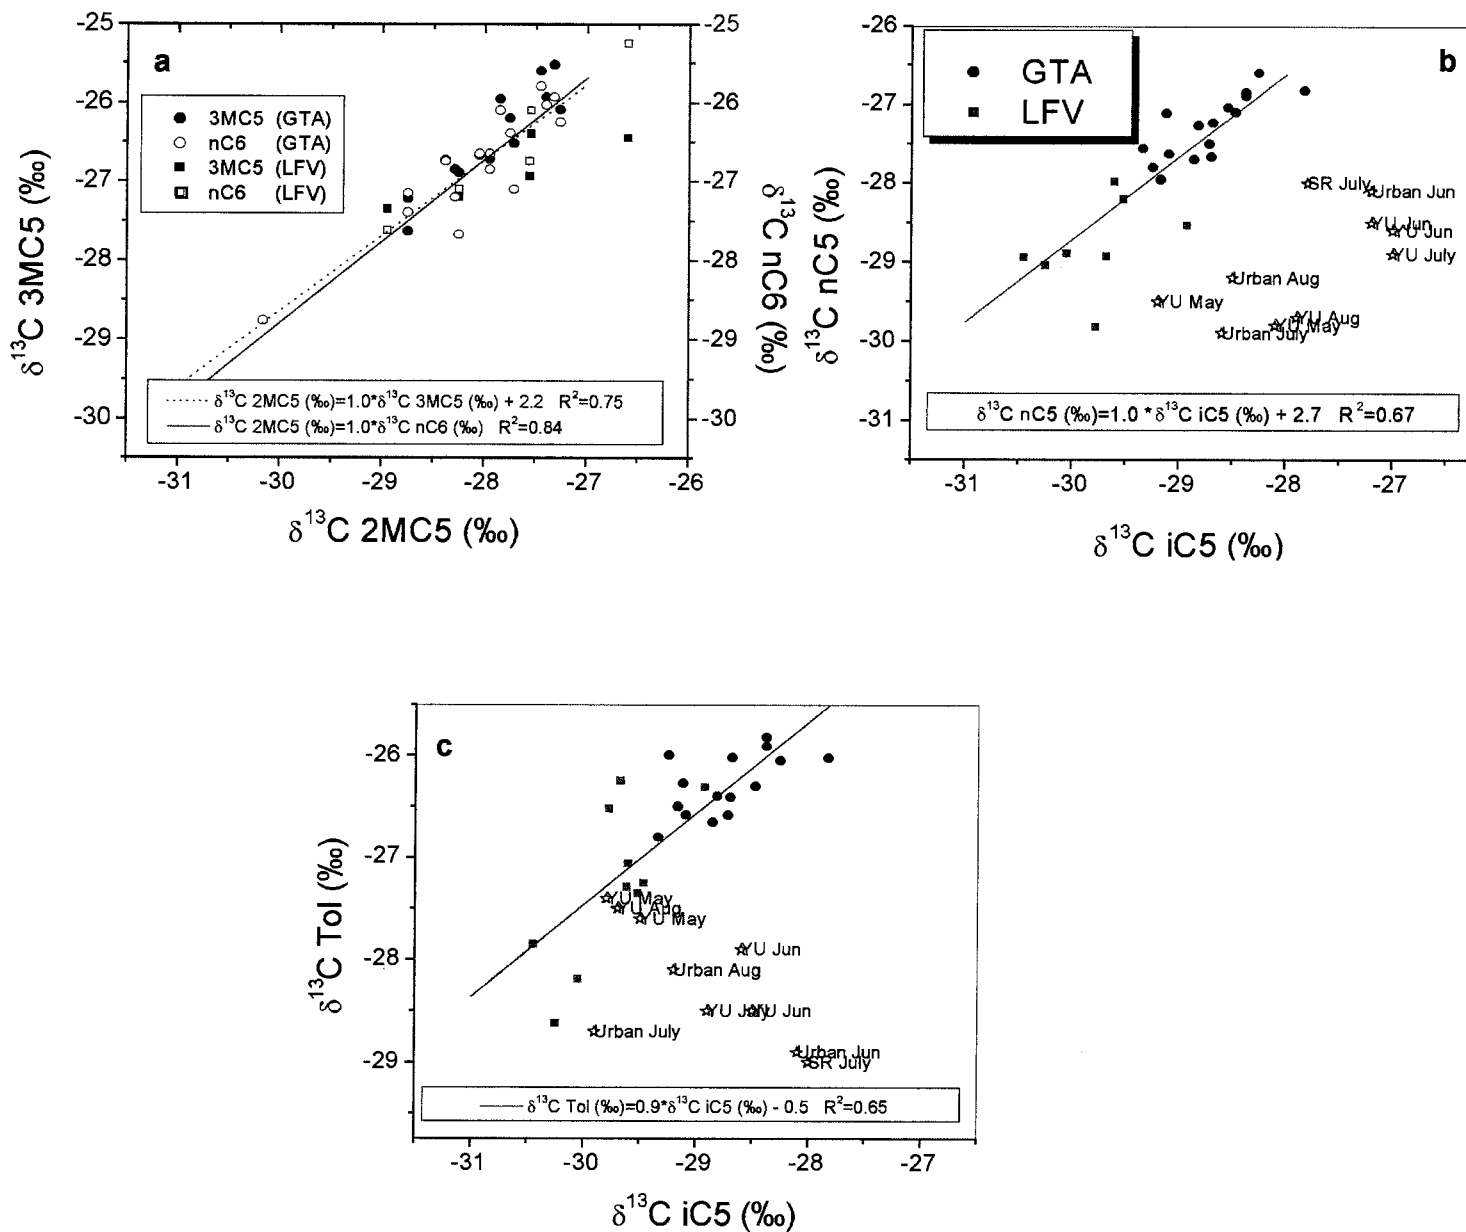 a
3MC5 (GTA)
nC6 (GTA)
3MC5 (LFV)
nC6 (LFV)
-25
-26
-27
-28
-29
-30
δ13C 3MC5 (‰)
-25
-26
-27
-28
-29
-30
δ13C nC6 (‰)
δ13C 2MC5 (‰)=1.0*δ13C 3MC5 (‰) + 2.2 R2=0.75
δ13C 2MC5 (‰)=1.0*δ13C nC6 (‰) R2=0.84
-31 -30 -29 -28 -27 -26
δ13C 2MC5 (‰)
b
GTA
LFV
-26
-27
-28
-29
-30
-31
δ13C nC5 (‰)
SR July
Urban Jun
YU Jun
YU Jun
YU July
Urban Aug
YU May
YU Aug
YU May
Urban July
δ13C nC5 (‰)=1.0 *δ13C iC5 (‰) + 2.7 R2=0.67
-31 -30 -29 -28 -27
δ13C iC5 (‰)
c
-26
-27
-28
-29
δ13C Tol (‰)
YU May
YU Aug
YU May
YU Jun
Urban Aug
YU July
YU Jun
Urban July
Urban Jun
SR July
δ13C Tol (‰)=0.9*δ13C iC5 (‰) - 0.5 R2=0.65
-31 -30 -29 -28 -27
δ13C iC5 (‰)